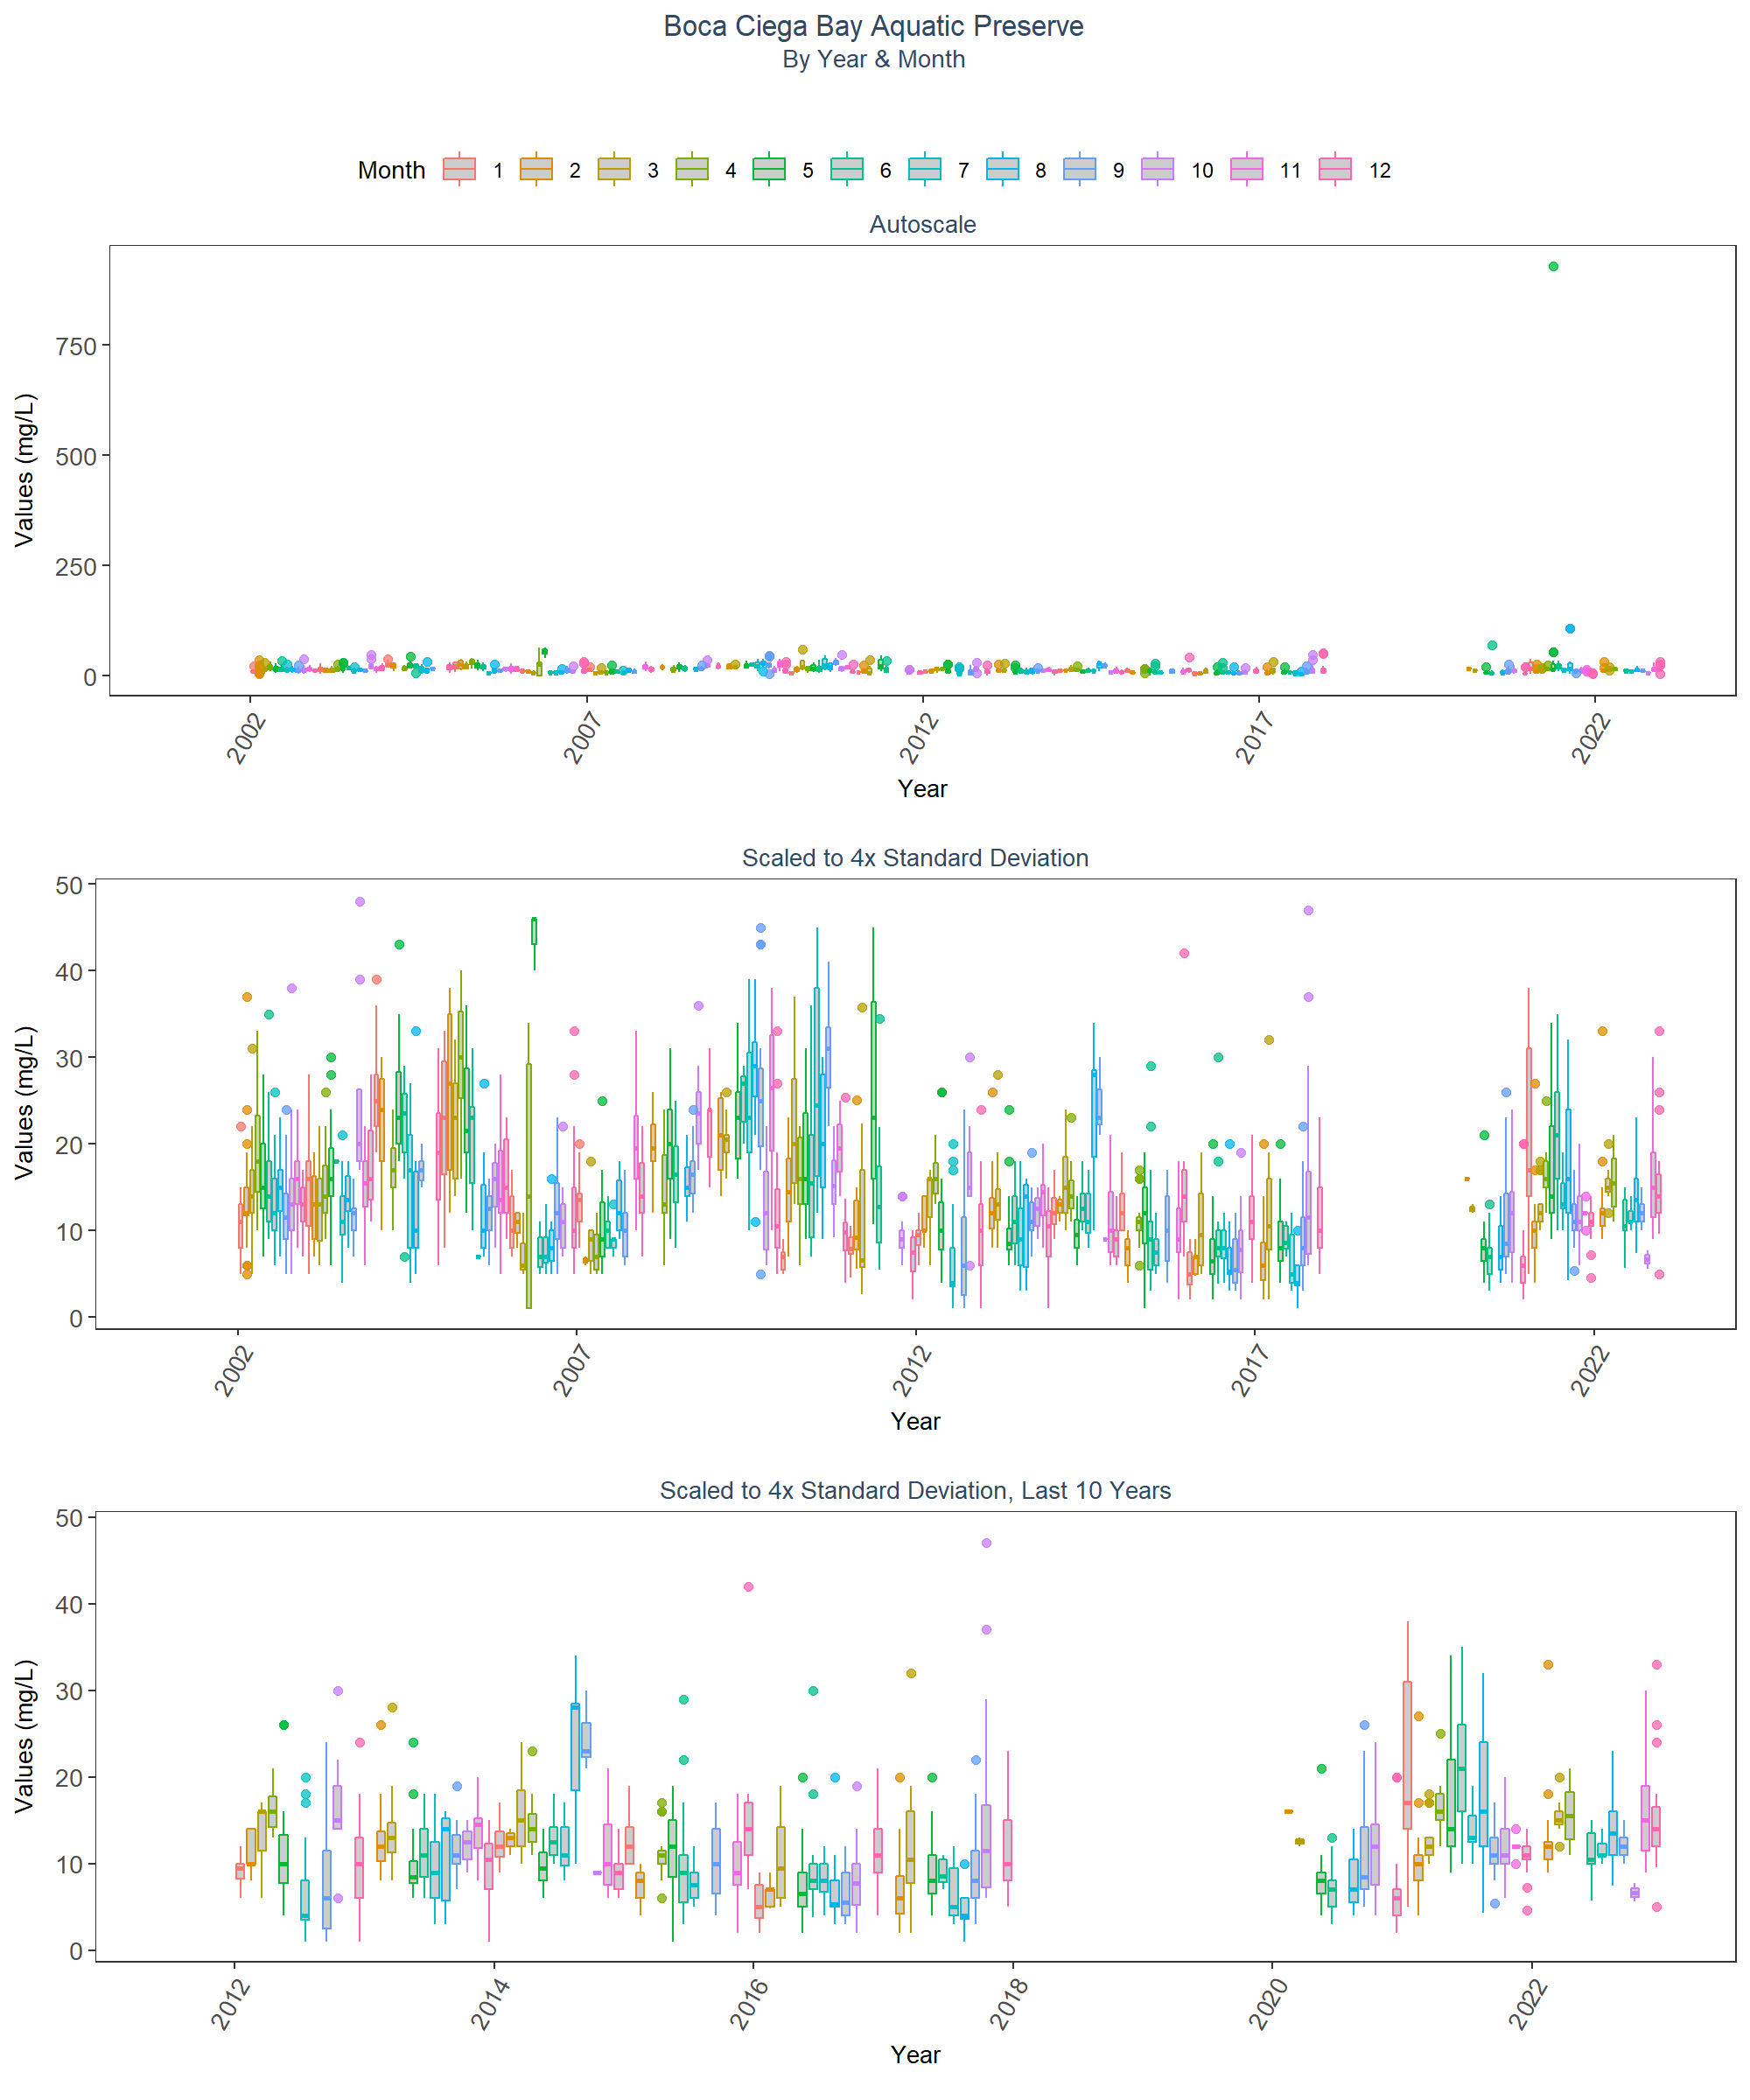 Boca Ciega Bay Aquatic Preserve
By Year & Month
Month 1 2 3 4 5 6 7 8 9 10 11 12
Autoscale
Values (mg/L)
750
500
250
0
2002 2007 2012 2017 2022
Year
Scaled to 4x Standard Deviation
Values (mg/L)
50
40
30
20
10
0
2002 2007 2012 2017 2022
Year
Scaled to 4x Standard Deviation, Last 10 Years
Values (mg/L)
50
40
30
20
10
0
2012 2014 2016 2018 2020 2022
Year